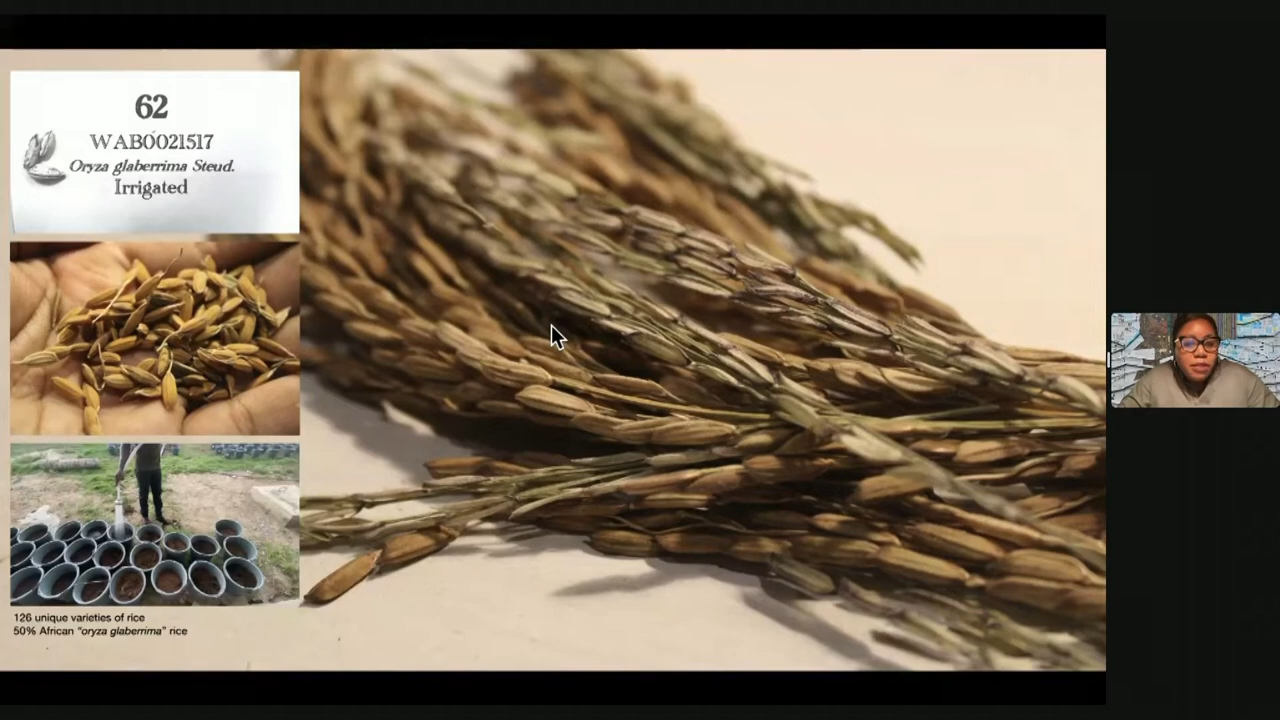 62
WAB0021517
Oryza glaberrima Steud.
Irrigated
126 unique varieties of rice
50% African "oryza glaberrima" rice